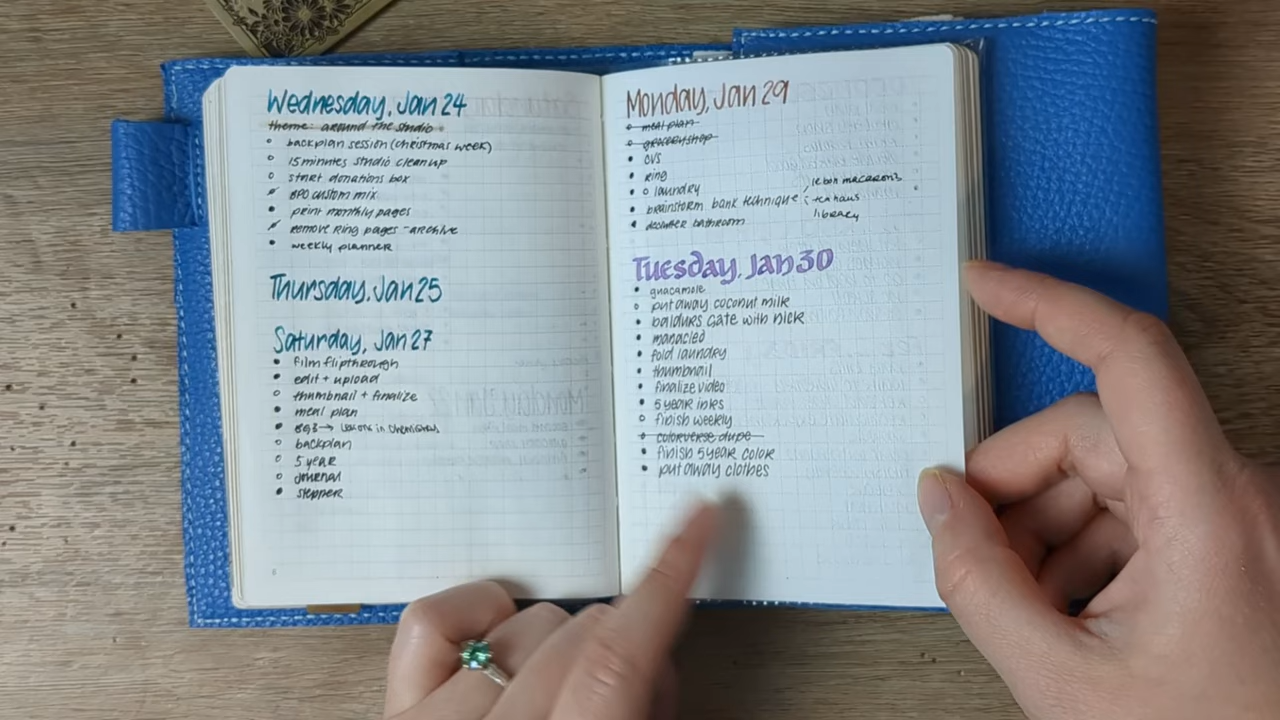 Wednesday, Jan 24
theme: around the studio
backplan session (christmas week)
15 minutes studio clean up
start donations box
BPO custom mix
print monthly pages
remove ring pages - archive
weekly planner
Thursday, Jan 25
Saturday, Jan 27
film flipthrough
edit + upload
thumbnail + finalize
meal plan
BG3 → lessons in chemistry
backplan
5 year
journal
stepper
Monday, Jan 29
meal plan
grocery shop
CVS
ring
laundry
brainstorm bank technique
le bon macarons
tea haus
library
declutter bathroom
Tuesday, Jan 30
guacamole
put away coconut milk
baldurs gate with nick
manacled
fold laundry
thumbnail
finalize video
5 year inks
finish weekly
colorverse dupe
finish 5 year color
put away clothes